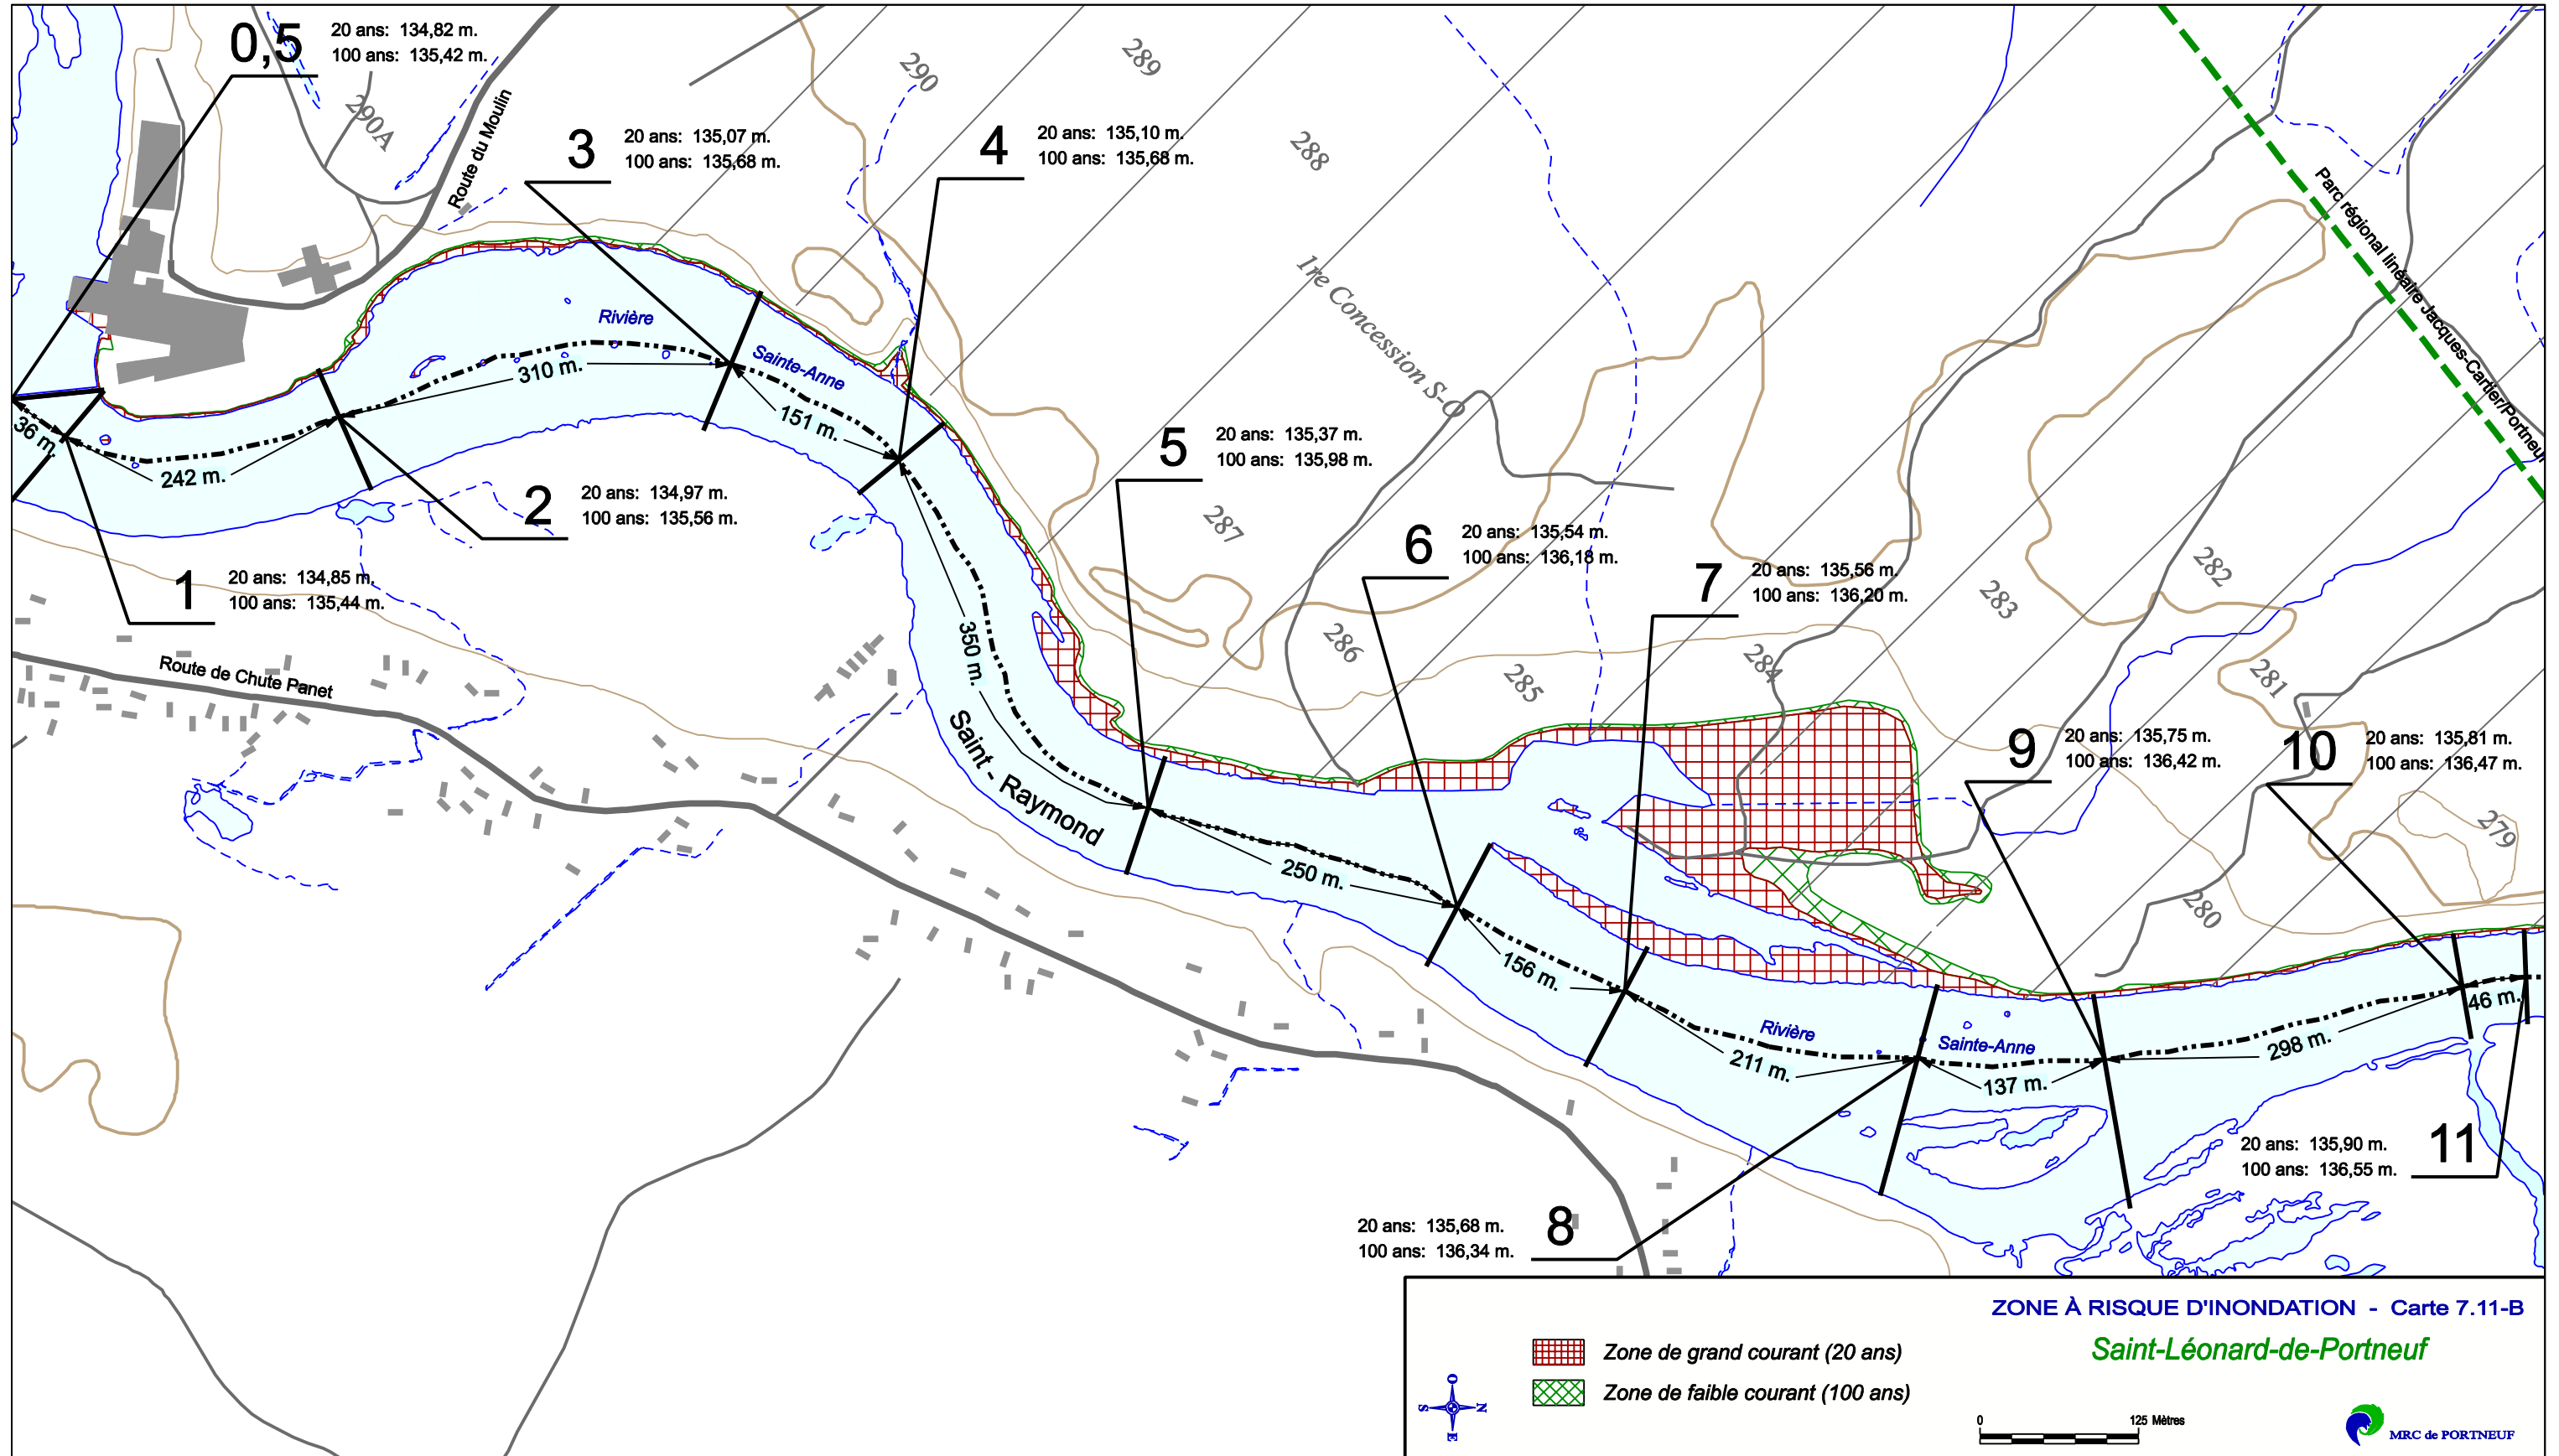 0,5
20 ans: 134,82 m.
100 ans: 135,42 m.
290A
Route du Moulin
290
289
288
3
20 ans: 135,07 m.
100 ans: 135,68 m.
4
20 ans: 135,10 m.
100 ans: 135,68 m.
Parc régional linéaire Jacques-Cartier/Portneuf
1re Concession S-O
Rivière
Sainte-Anne
310 m.
151 m.
36 m.
242 m.
2
20 ans: 134,97 m.
100 ans: 135,56 m.
5
20 ans: 135,37 m.
100 ans: 135,98 m.
287
6
20 ans: 135,54 m.
100 ans: 136,18 m.
7
20 ans: 135,56 m.
100 ans: 136,20 m.
1
20 ans: 134,85 m.
100 ans: 135,44 m.
350 m.
286
285
284
283
282
281
Route de Chute Panet
Saint - Raymond
9
20 ans: 135,75 m.
100 ans: 136,42 m.
10
20 ans: 135,81 m.
100 ans: 136,47 m.
279
280
250 m.
156 m.
211 m.
Rivière
Sainte-Anne
137 m.
298 m.
46 m.
20 ans: 135,90 m.
100 ans: 136,55 m.
11
20 ans: 135,68 m.
100 ans: 136,34 m.
8
ZONE À RISQUE D'INONDATION - Carte 7.11-B
Saint-Léonard-de-Portneuf
Zone de grand courant (20 ans)
Zone de faible courant (100 ans)
O
S
N
E
0
125 Mètres
MRC de PORTNEUF